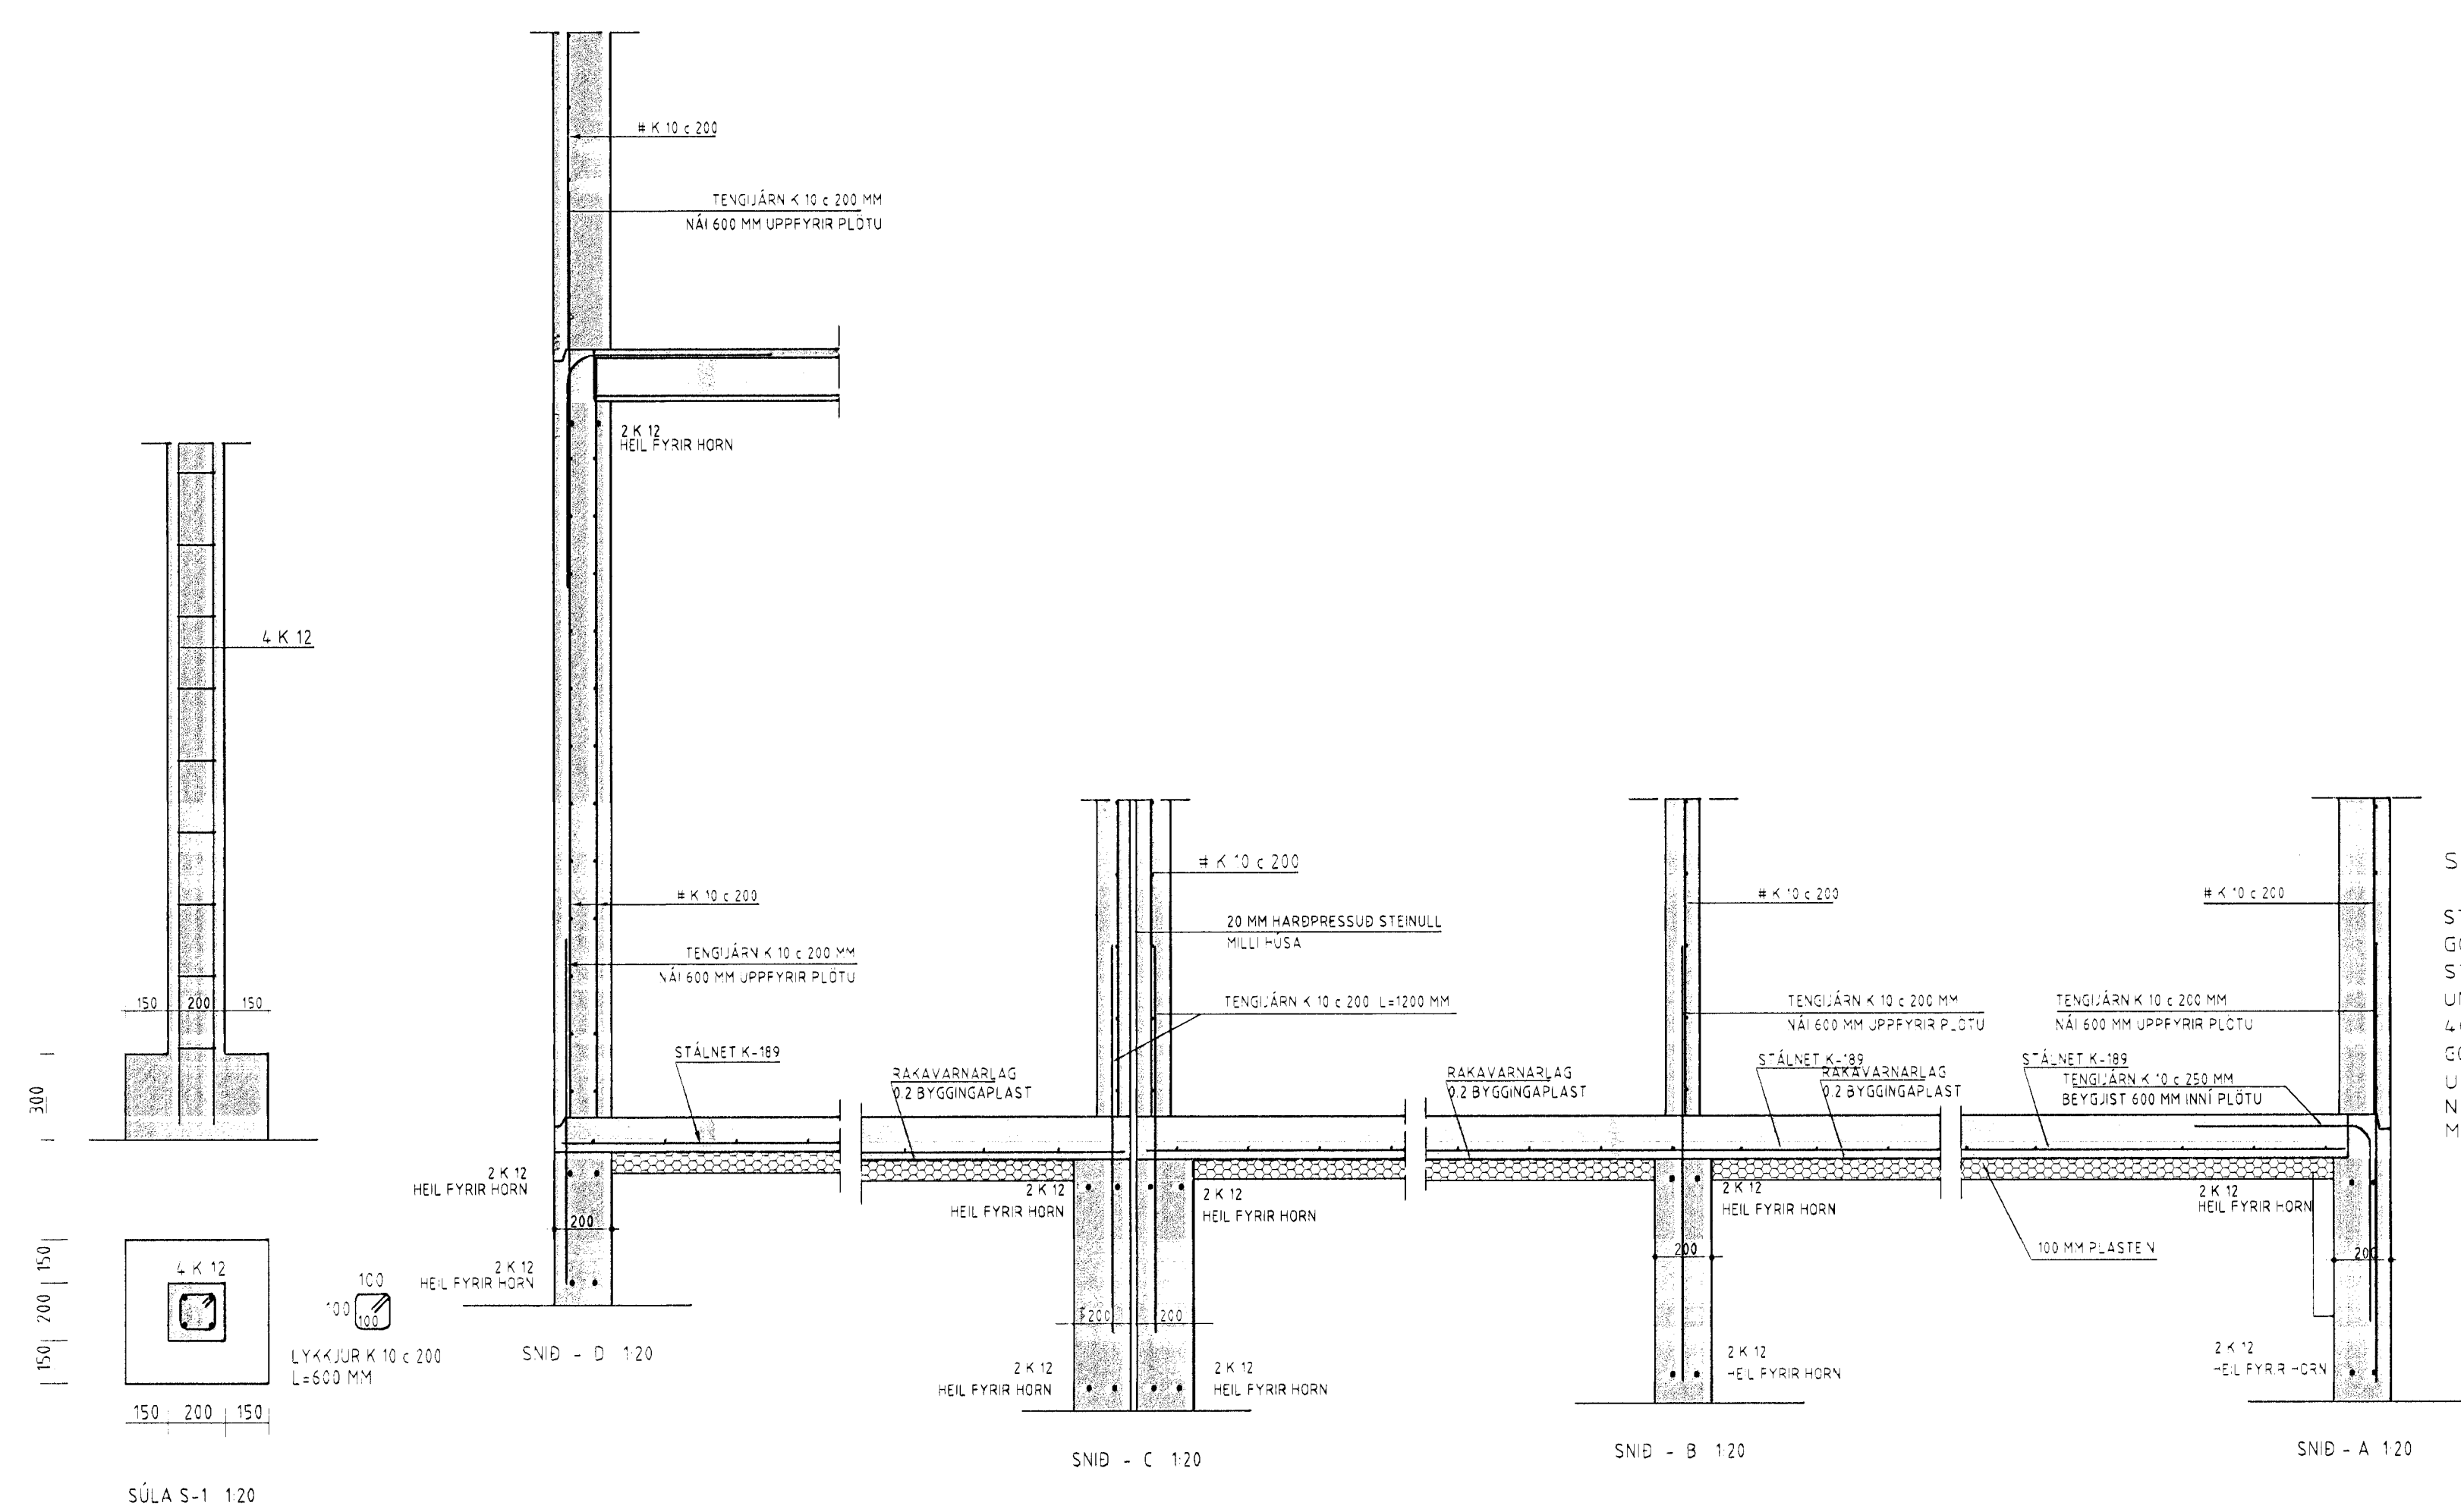 # K 10 c 200
TENGIJÁRN K 10 c 200 MM
NÁI 600 MM UPPFYRIR PLÖTU
2 K 12
HEIL FYRIR HORN
4 K 12
# K 10 c 200
TENGIJÁRN K 10 c 200 MM
NÁI 600 MM UPPFYRIR PLÖTU
STÁLNET K-189
150 200 150
300
2 K 12
HEIL FYRIR HORN
200
2 K 12
HEIL FYRIR HORN
SNIÐ - D 1:20
150
200
150
4 K 12
100
100
100
LYKKJUR K 10 c 200
L=600 MM
150 200 150
SÚLA S-1 1:20
# K 10 c 200
20 MM HARÐPRESSUÐ STEINULL
MILLI HÚSA
TENGIJÁRN K 10 c 200 L=1200 MM
RAKAVARNARLAG
0.2 BYGGINGAPLAST
2 K 12
HEIL FYRIR HORN
2 K 12
HEIL FYRIR HORN
200 200
2 K 12
HEIL FYRIR HORN
2 K 12
HEIL FYRIR HORN
SNIÐ - C 1:20
# K 10 c 200
TENGIJÁRN K 10 c 200 MM
NÁI 600 MM UPPFYRIR PLÖTU
RAKAVARNARLAG
0.2 BYGGINGAPLAST
STÁLNET K-189
RAKAVARNARLAG
0.2 BYGGINGAPLAST
2 K 12
HEIL FYRIR HORN
200
2 K 12
HEIL FYRIR HORN
SNIÐ - B 1:20
# K 10 c 200
TENGIJÁRN K 10 c 200 MM
NÁI 600 MM UPPFYRIR PLÖTU
STÁLNET K-189
TENGIJÁRN K 10 c 250 MM
BEYGJIST 600 MM INNÍ PLÖTU
2 K 12
HEIL FYRIR HORN
100 MM PLASTEIN
200
2 K 12
HEIL FYRIR HORN
SNIÐ - A 1:20